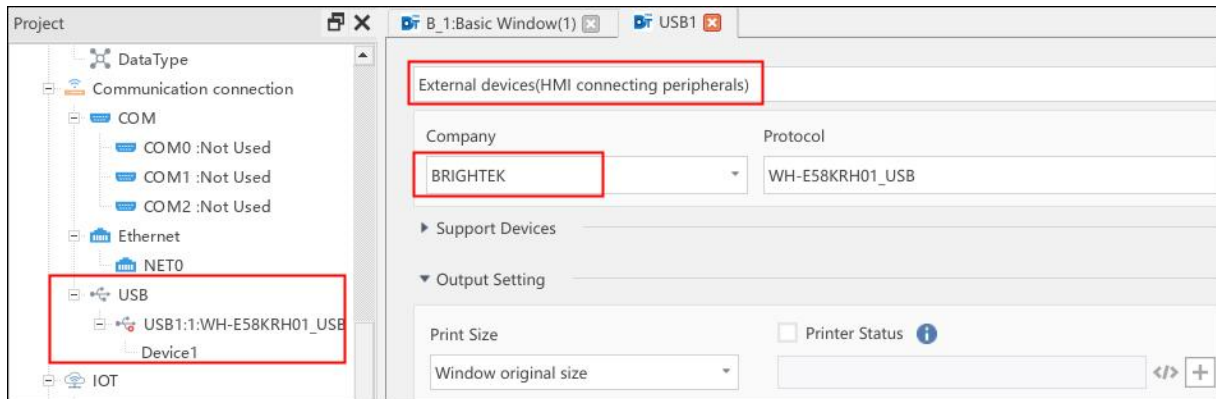 Project
DataType
Communication connection
COM
COM0 :Not Used
COM1 :Not Used
COM2 :Not Used
Ethernet
NET0
USB
USB1:1:WH-E58KRH01_USB
Device1
IOT
B_1:Basic Window(1)
USB1
External devices(HMI connecting peripherals)
Company
Protocol
BRIGHTEK
WH-E58KRH01_USB
Support Devices
Output Setting
Print Size
Printer Status
Window original size